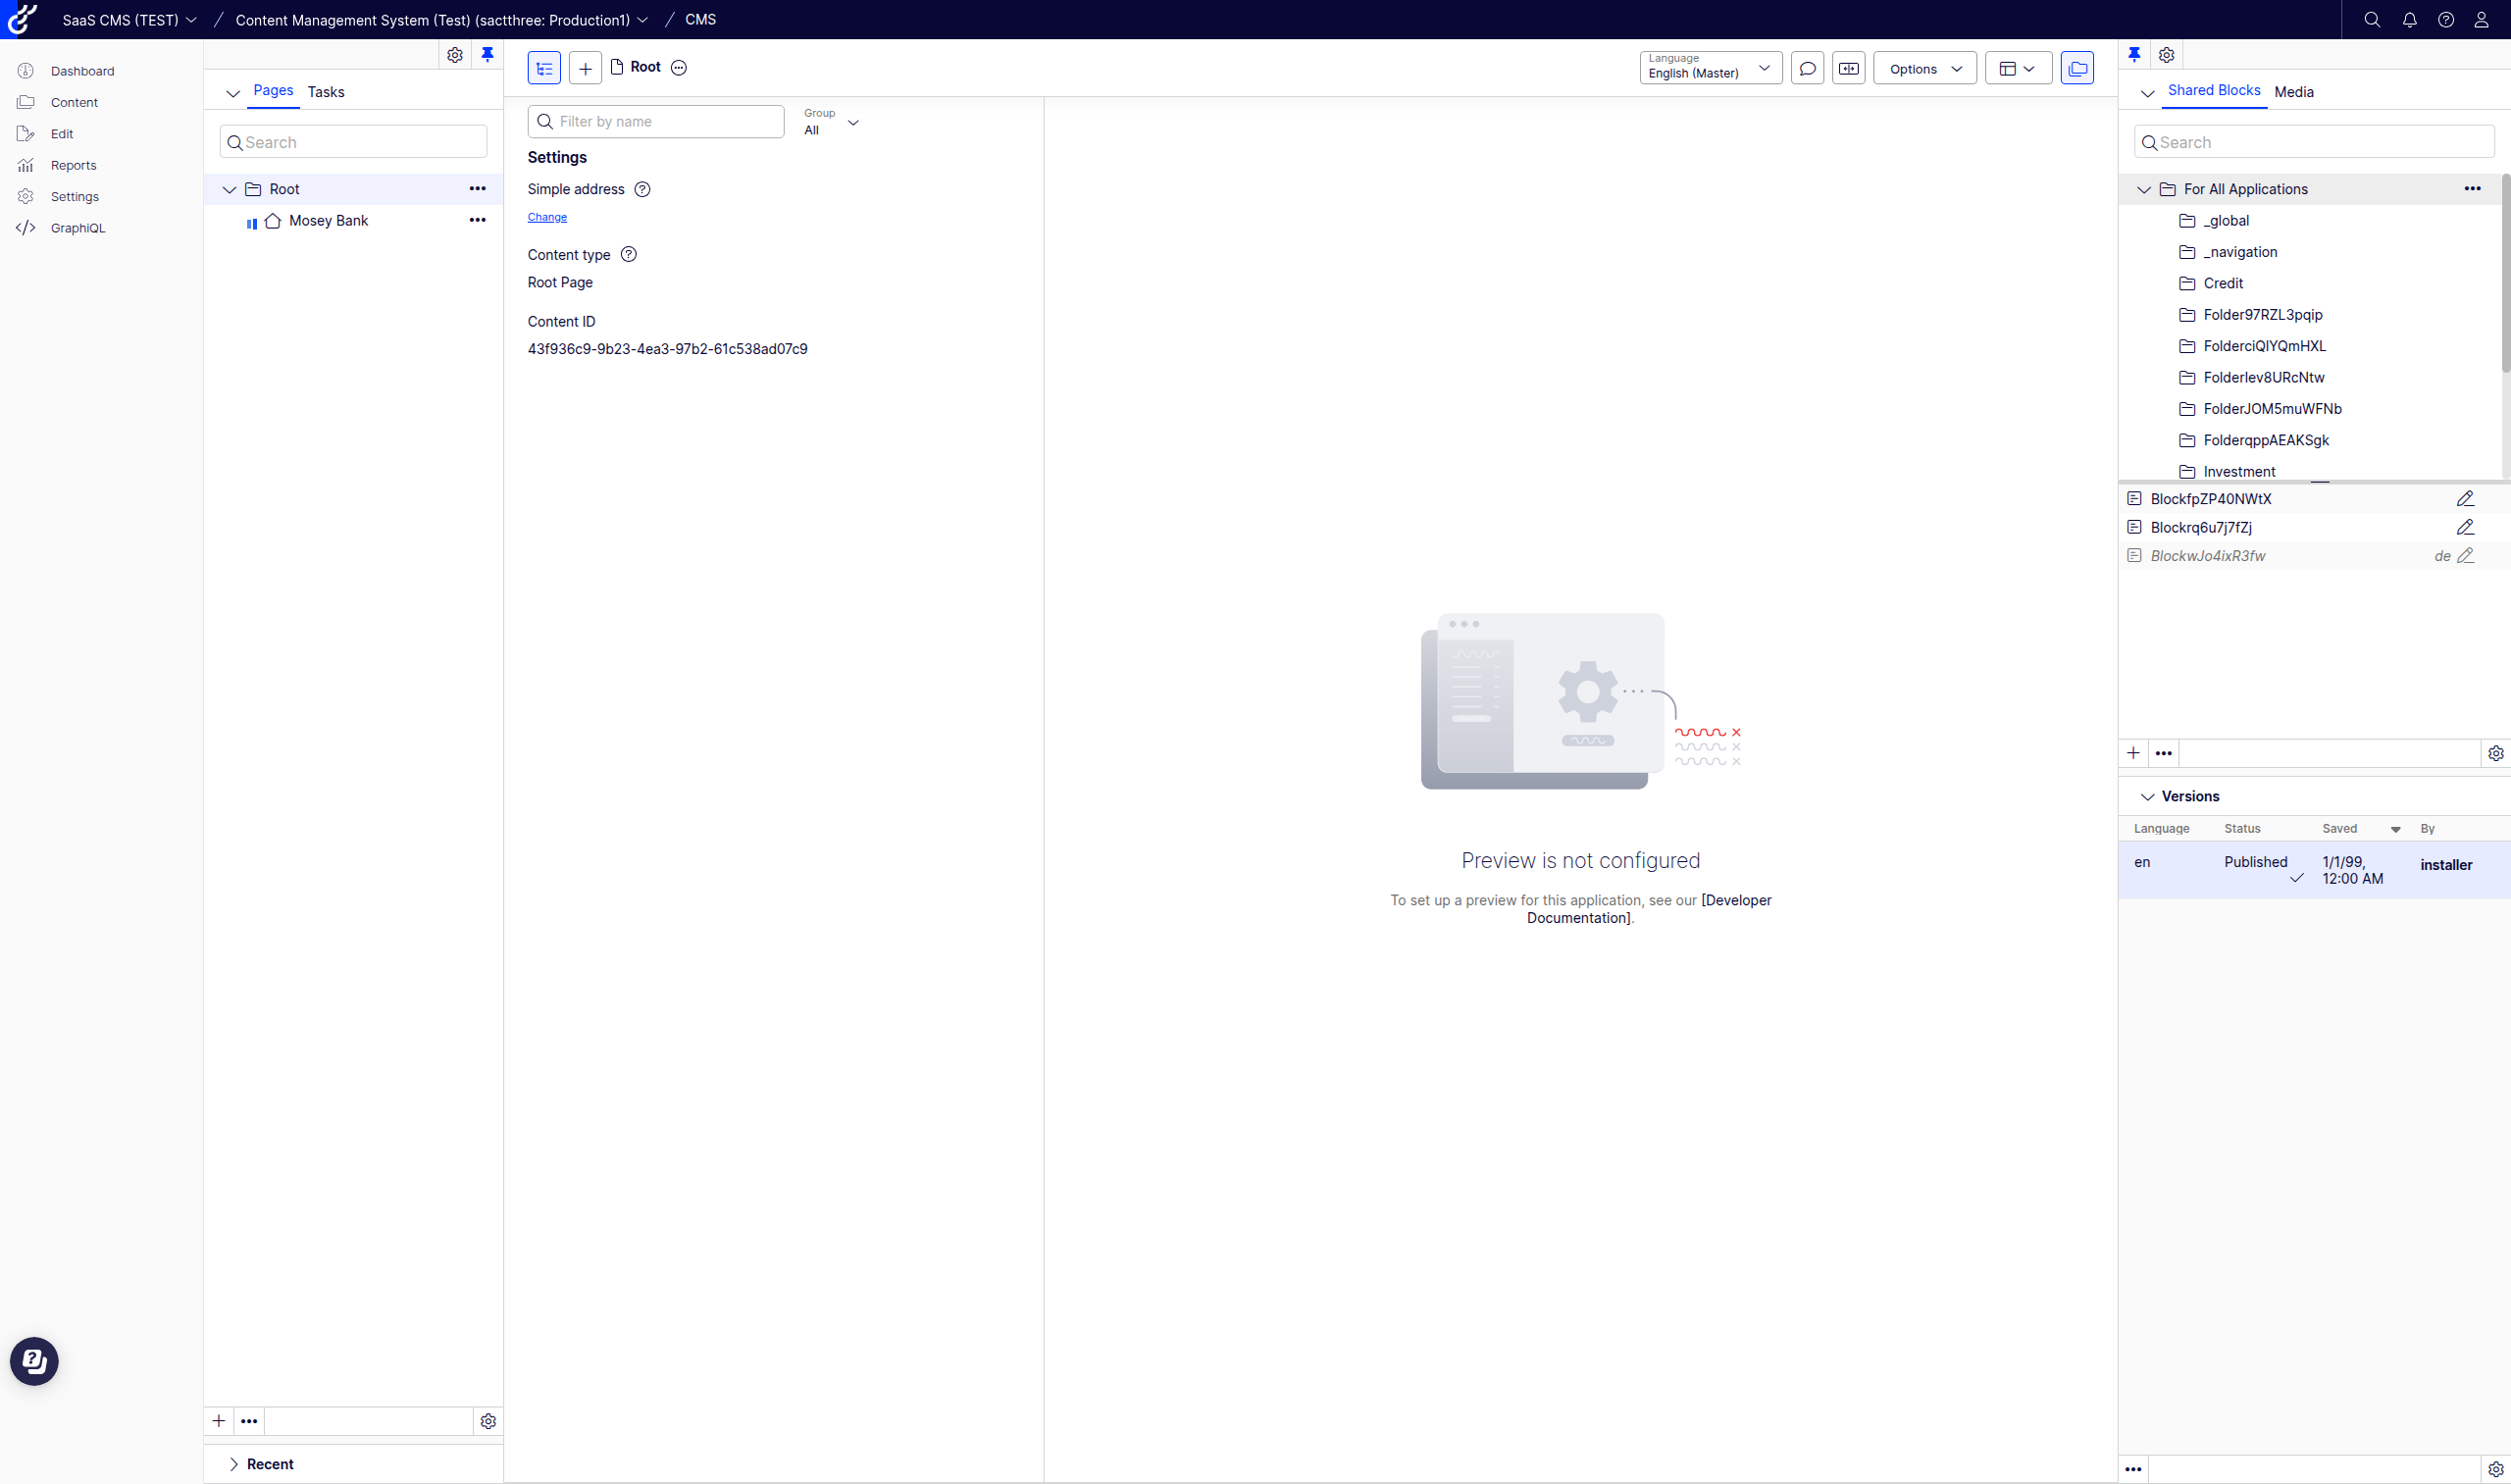 SaaS CMS (TEST) / Content Management System (Test) (sactthree: Production1) / CMS
Dashboard
Content
Edit
Reports
Settings
GraphiQL
Pages Tasks
Search
Root
Mosey Bank
Recent
Root
Language
English (Master)
Options
Filter by name
Group
All
Settings
Simple address
Change
Content type
Root Page
Content ID
43f936c9-9b23-4ea3-97b2-61c538ad07c9
Preview is not configured
To set up a preview for this application, see our [Developer
Documentation].
Shared Blocks Media
Search
For All Applications
_global
_navigation
Credit
Folder97RZL3pqip
FolderciQIYQmHXL
FolderIev8URcNtw
FolderJOM5muWFNb
FolderqppAEAKSgk
Investment
BlockfpZP40NWtX
Blockrq6u7j7fZj
BlockwJo4ixR3fw de
Versions
Language Status Saved By
en Published 1/1/99, 12:00 AM installer